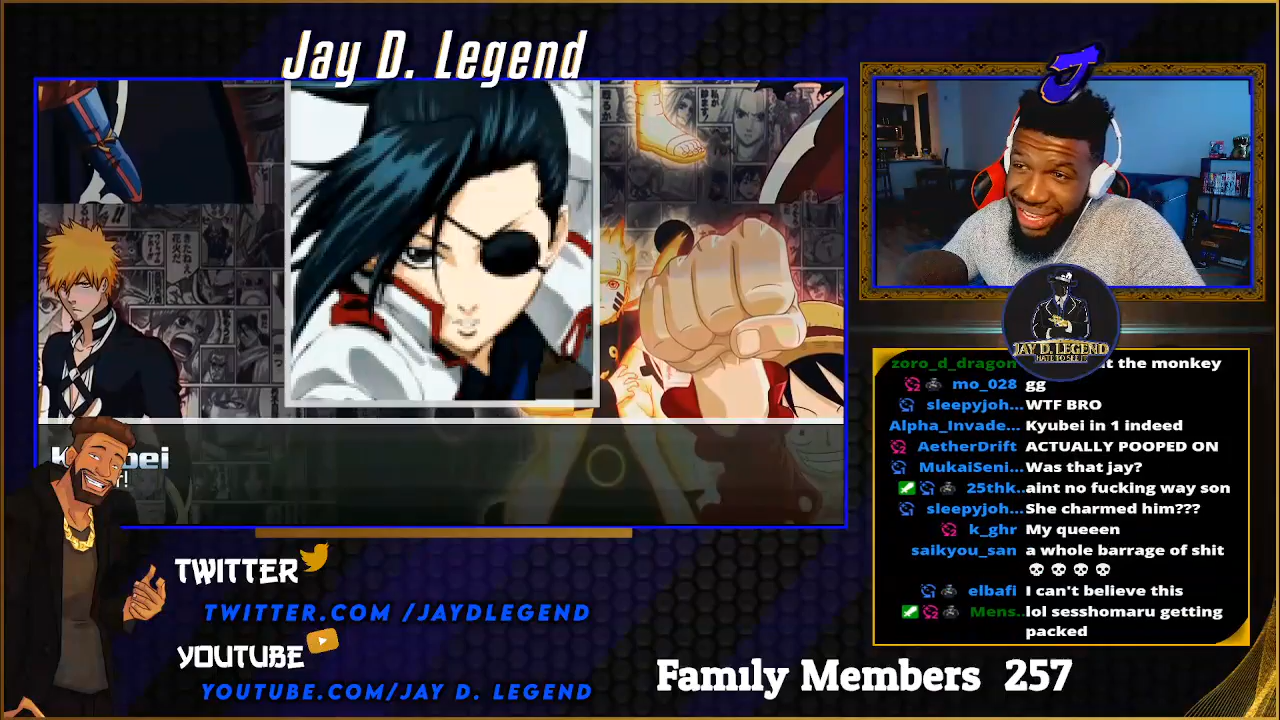 Jay D. Legend
J
JAY D. LEGEND
zoro_d_dragon t the monkey
mo_028 gg
sleepyjoh... WTF BRO
Alpha_Invade... Kyubei in 1 indeed
AetherDrift ACTUALLY POOPED ON
MukaiSeni... Was that jay?
25thk.. aint no fucking way son
sleepyjoh... She charmed him???
k_ghr My queeen
saikyou_san a whole barrage of shit
💀💀💀💀
elbafi I can't believe this
Mens.. lol sesshomaru getting
packed
TWITTER
TWITTER.COM /JAYDLEGEND
YOUTUBE
YOUTUBE.COM/JAY D. LEGEND
Family Members 257